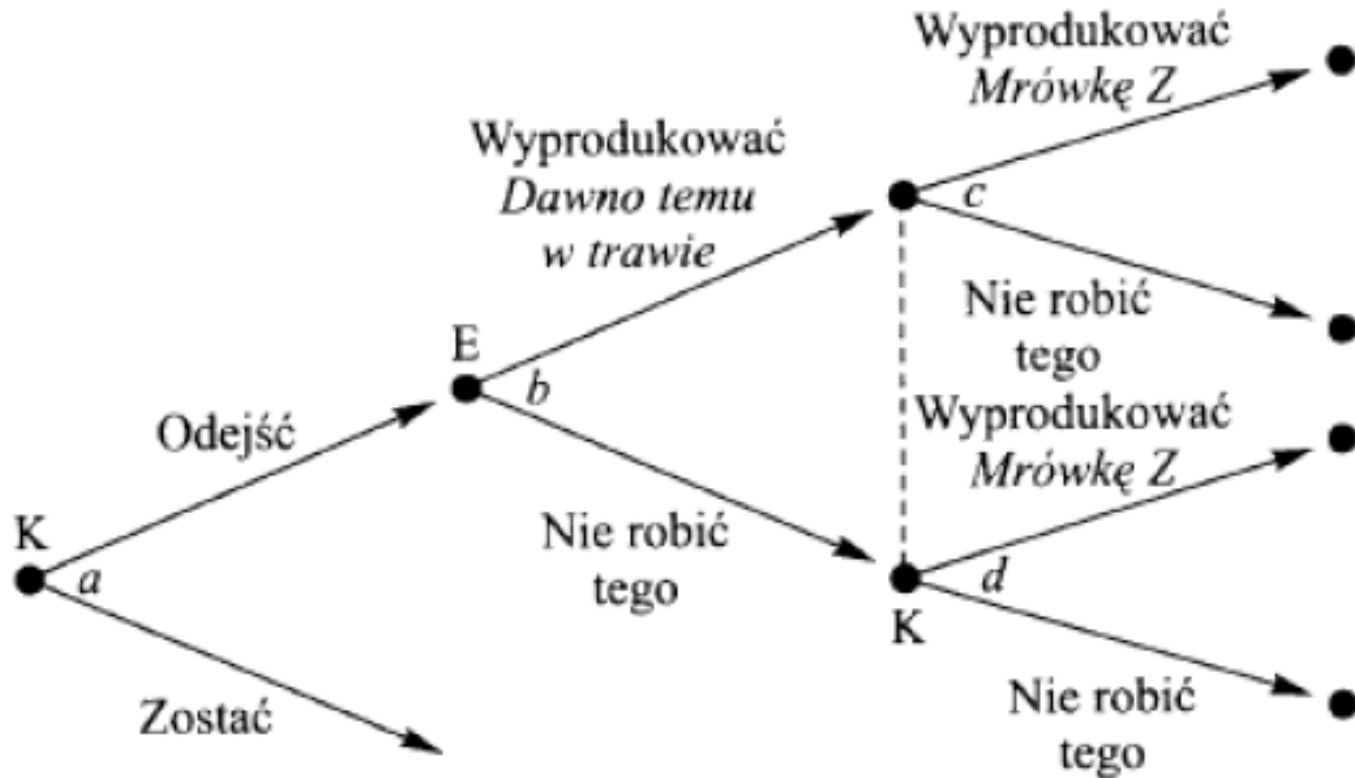 Wyprodukować
Mrówkę Z
Wyprodukować
Dawno temu
w trawie
c
Nie robić
tego
E
b
Odejść
Wyprodukować
Mrówkę Z
K
a
Nie robić
tego
d
K
Zostać
Nie robić
tego